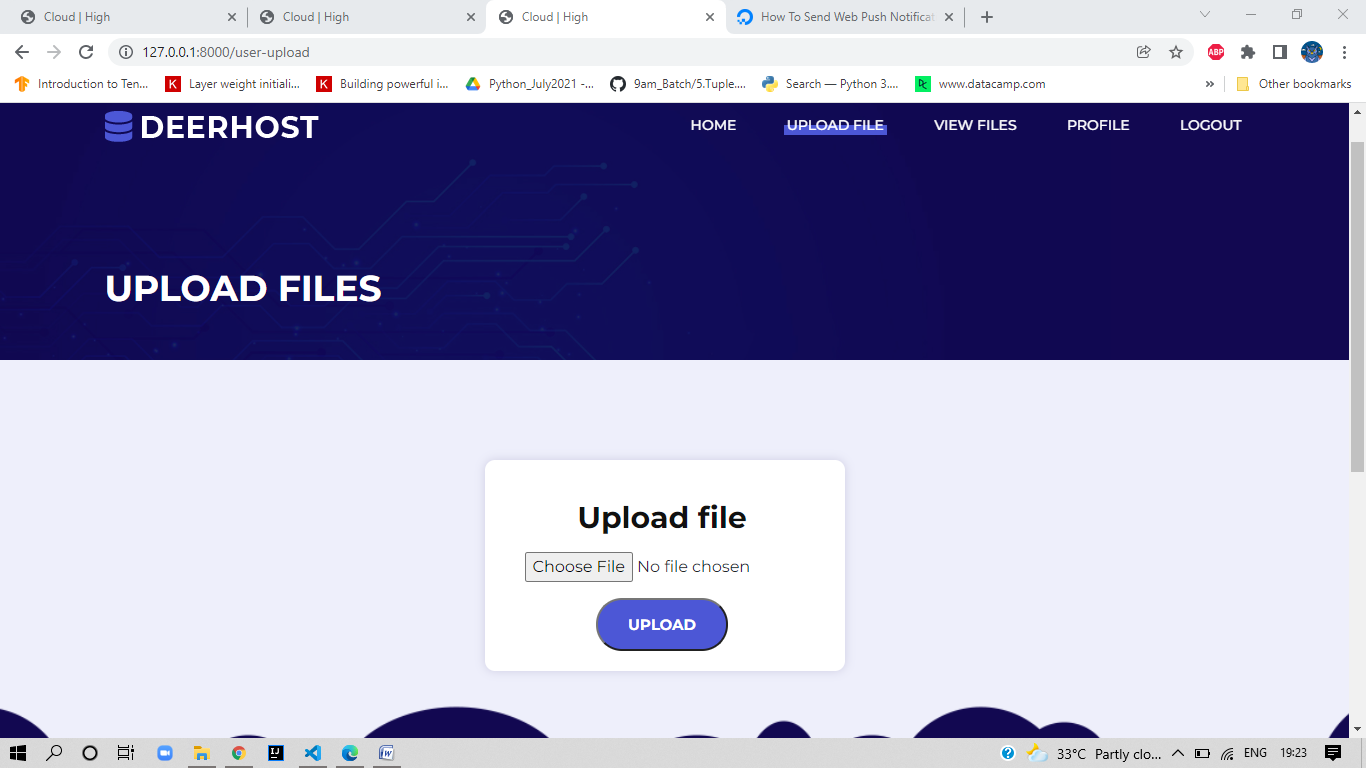 Cloud | High
Cloud | High
Cloud | High
How To Send Web Push Notificat
127.0.0.1:8000/user-upload
ABP
Introduction to Ten...
K
Layer weight initiali...
K
Building powerful i...
Python_July2021 -...
9am_Batch/5.Tuple....
Search — Python 3....
www.datacamp.com
»
Other bookmarks
DEERHOST
HOME
UPLOAD FILE
VIEW FILES
PROFILE
LOGOUT
UPLOAD FILES
Upload file
Choose File No file chosen
UPLOAD
33°C Partly clo...
ENG
19:23